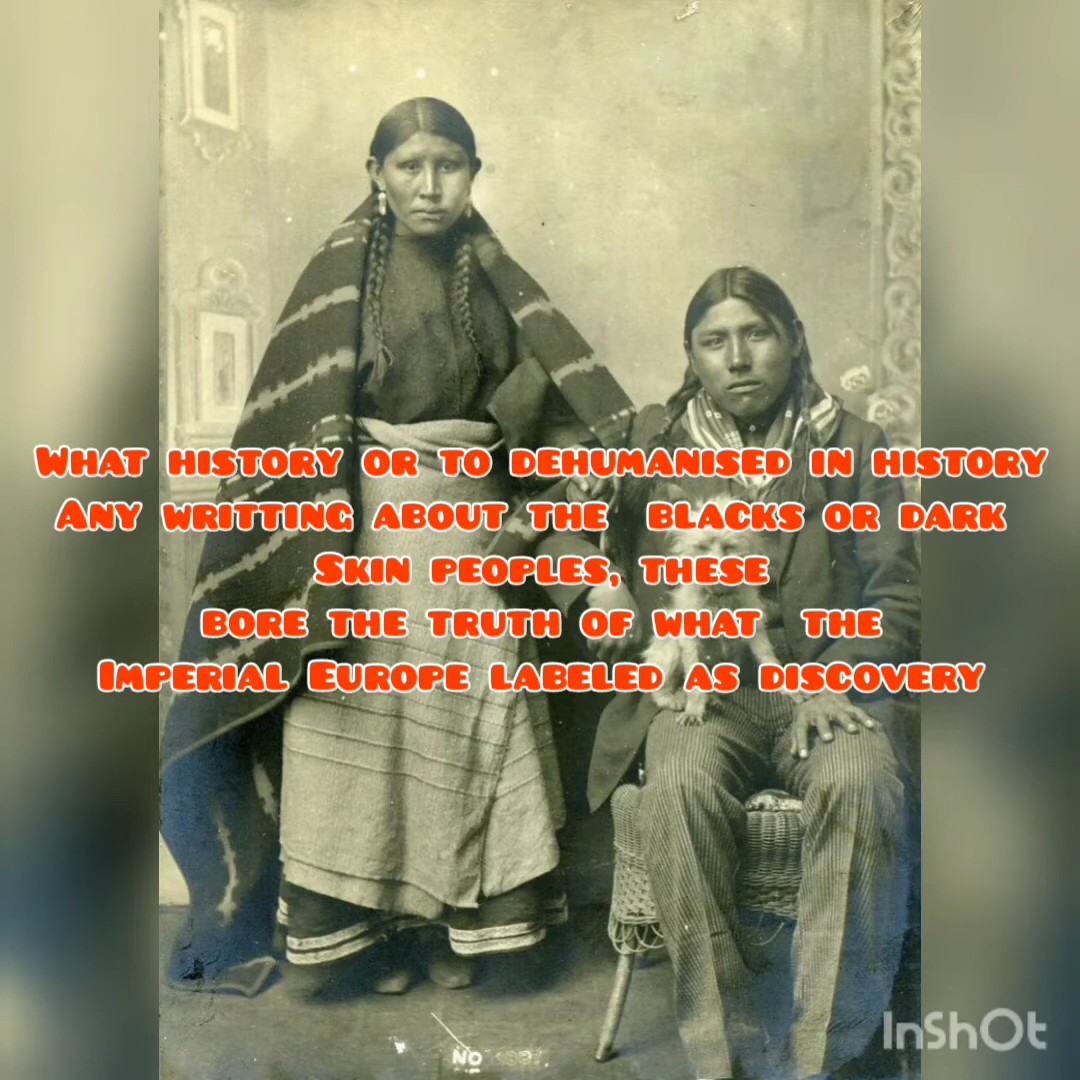 What history or to dehumanised in history
Any writting about the blacks or dark
Skin peoples, these
bore the truth of what the
Imperial Europe labeled as discovery
NO
InShOt